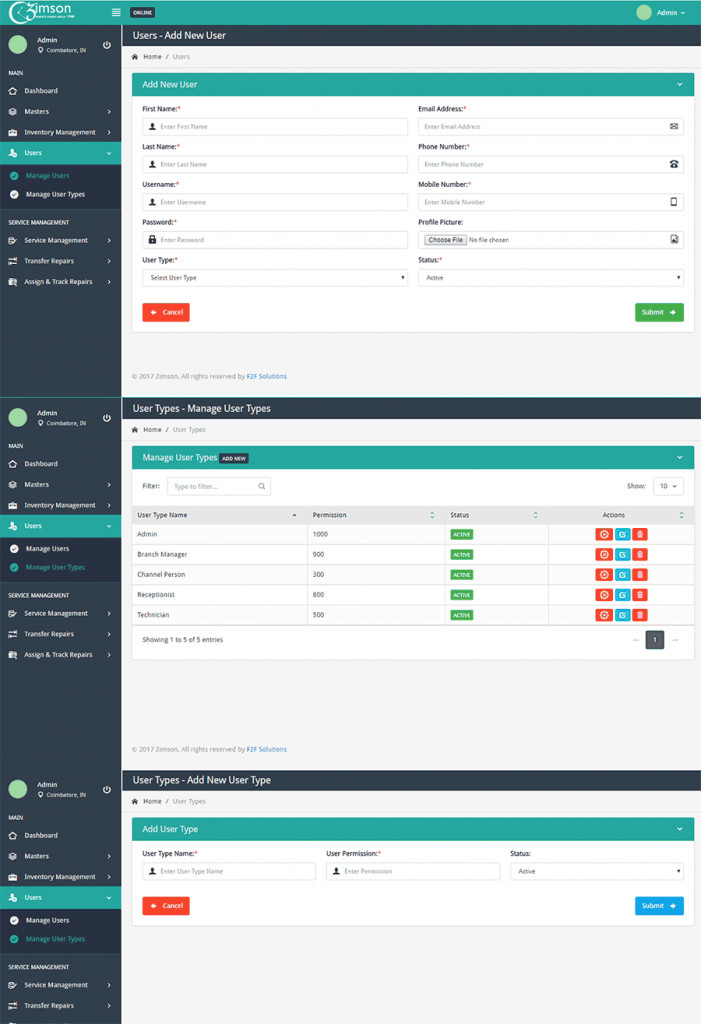 Zimson
ONLINE
Admin
Admin
Coimbatore, IN
MAIN
Dashboard
Masters
Inventory Management
Users
Manage Users
Manage User Types
SERVICE MANAGEMENT
Service Management
Transfer Repairs
Assign & Track Repairs
Users - Add New User
Home / Users
Add New User
First Name:*
Enter First Name
Email Address:*
Enter Email Address
Last Name:*
Enter Last Name
Phone Number:*
Enter Phone Number
Username:*
Enter Username
Mobile Number:*
Enter Mobile Number
Password:*
Enter Password
Profile Picture:
Choose File No file chosen
User Type:*
Select User Type
Status:*
Active
Cancel
Submit
© 2017 Zimson. All rights reserved by F2F Solutions
Admin
Coimbatore, IN
MAIN
Dashboard
Masters
Inventory Management
Users
Manage Users
Manage User Types
SERVICE MANAGEMENT
Service Management
Transfer Repairs
Assign & Track Repairs
User Types - Manage User Types
Home / User Types
Manage User Types ADD NEW
Filter: Type to filter... Show: 10
User Type Name Permission Status Actions
Admin 1000 ACTIVE
Branch Manager 900 ACTIVE
Channel Person 300 ACTIVE
Receptionist 800 ACTIVE
Technician 500 ACTIVE
Showing 1 to 5 of 5 entries
1
© 2017 Zimson. All rights reserved by F2F Solutions
Admin
Coimbatore, IN
MAIN
Dashboard
Masters
Inventory Management
Users
Manage Users
Manage User Types
SERVICE MANAGEMENT
Service Management
Transfer Repairs
User Types - Add New User Type
Home / User Types
Add User Type
User Type Name:*
Enter User Type Name
User Permission:*
Enter Permission
Status:
Active
Cancel
Submit